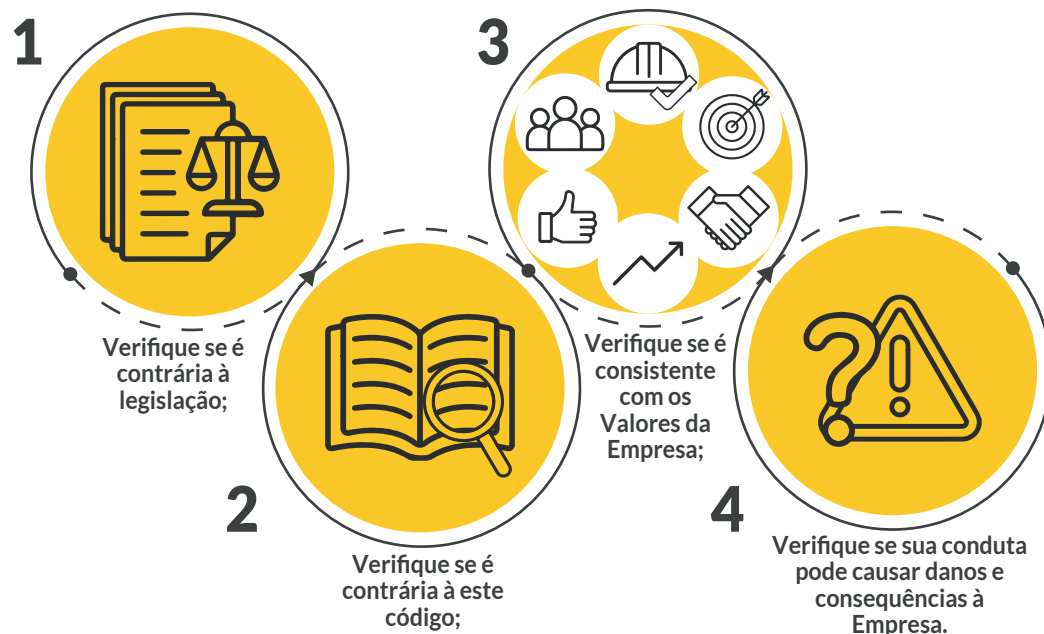 1
Verifique se é
contrária à
legislação;
2
Verifique se é
contrária à este
código;
3
Verifique se é
consistente
com os
Valores da
Empresa;
4
Verifique se sua conduta
pode causar danos e
consequências à
Empresa.